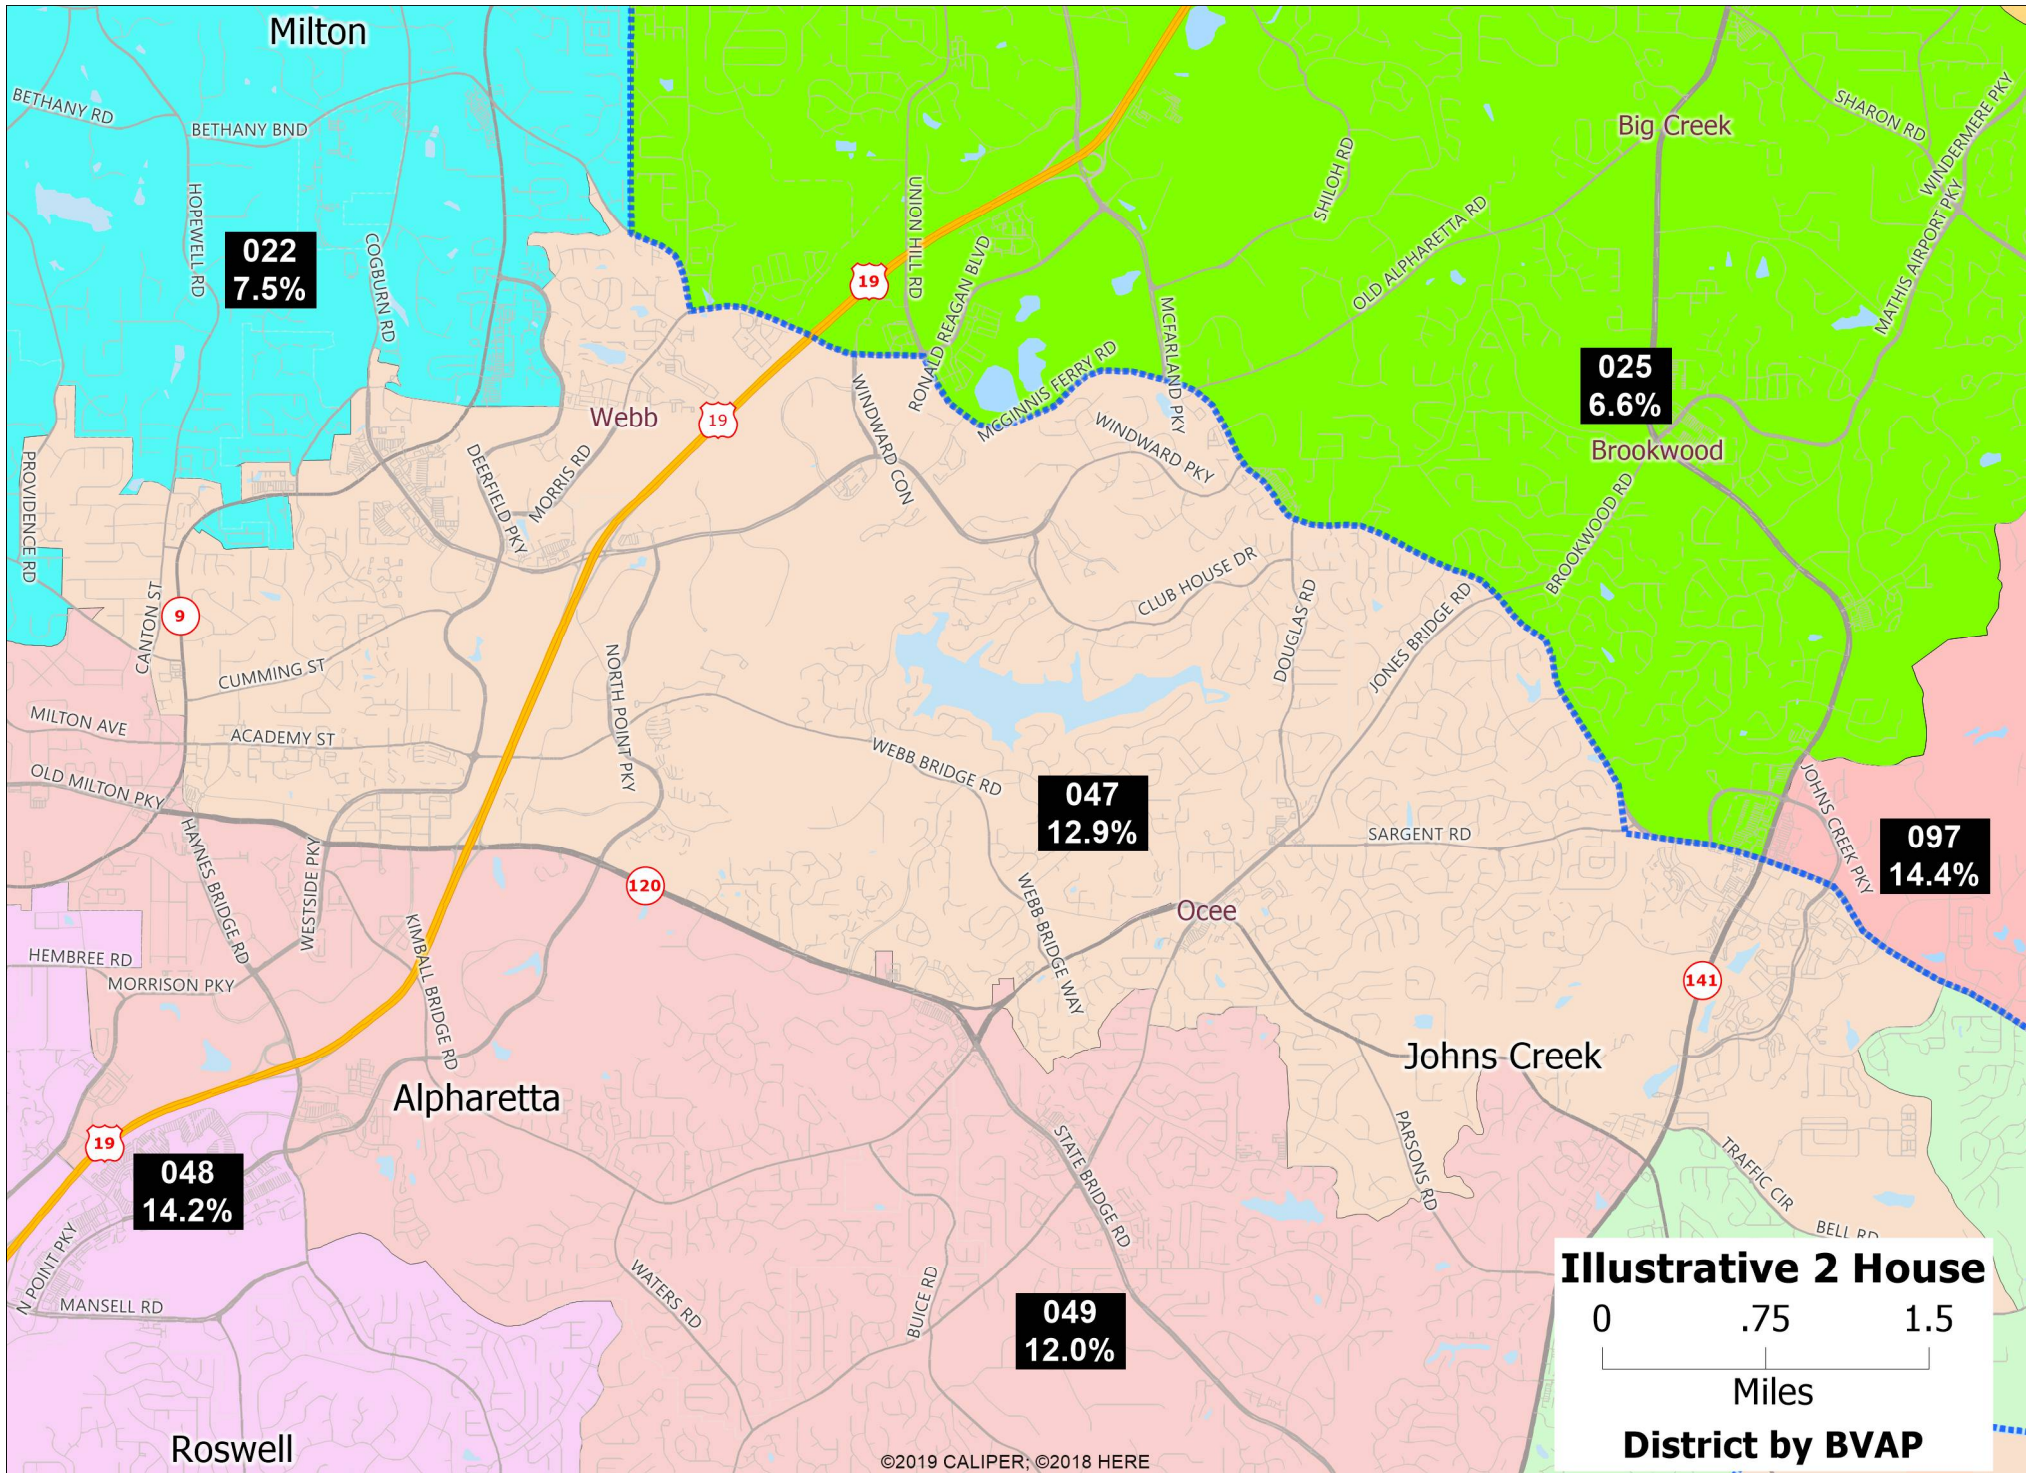 Milton
BETHANY RD
BETHANY BND
HOPEWELL RD
COGBURN RD
022
7.5%
UNION HILL RD
RONALD REAGAN BLVD
19
MCFARLAND PKY
SHILOH RD
OLD ALPHARETTA RD
Big Creek
SHARON RD
WINDERMERE PKY
MATHIS AIRPORT PKY
025
6.6%
Brookwood
BROOKWOOD RD
Webb
19
MCGINNIS FERRY RD
WINDWARD CON
WINDWARD PKY
DEERFIELD PKY
MORRIS RD
PROVIDENCE RD
CANTON ST
9
CUMMING ST
CLUB HOUSE DR
DOUGLAS RD
JONES BRIDGE RD
NORTH POINT PKY
MILTON AVE
ACADEMY ST
WEBB BRIDGE RD
OLD MILTON PKY
HAYNES BRIDGE RD
WESTSIDE PKY
047
12.9%
SARGENT RD
JOHNS CREEK PKY
097
14.4%
120
KIMBALL BRIDGE RD
WEBB BRIDGE WAY
Ocee
HEMBREE RD
MORRISON PKY
141
Johns Creek
Alpharetta
19
048
14.2%
N POINT PKY
MANSELL RD
STATE BRIDGE RD
PARSONS RD
TRAFFIC CIR
BELL RD
WATERS RD
BUICE RD
049
12.0%
Roswell
Illustrative 2 House
0 .75 1.5
Miles
District by BVAP
©2019 CALIPER; ©2018 HERE